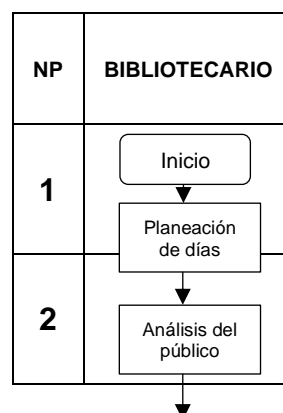 NP BIBLIOTECARIO
1
Inicio
Planeación
de días
2
Análisis del
público